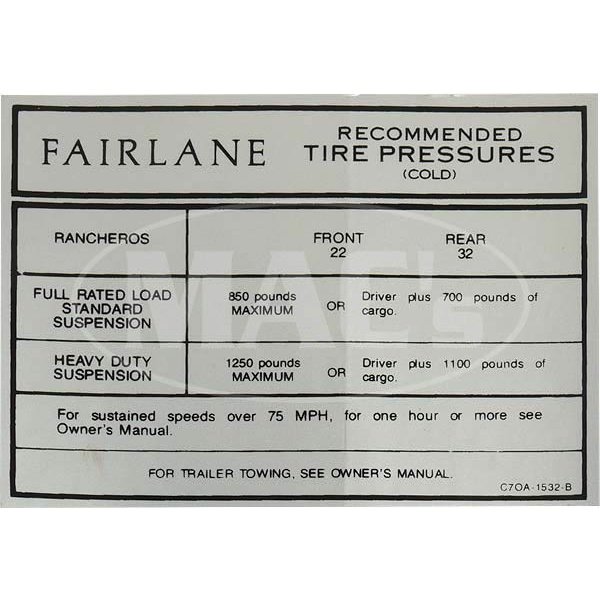 FAIRLANE
RECOMMENDED
TIRE PRESSURES
(COLD)
RANCHEROS
FRONT REAR
22 32
FULL RATED LOAD
STANDARD
SUSPENSION
850 pounds
MAXIMUM
OR
Driver plus 700 pounds of
cargo.
HEAVY DUTY
SUSPENSION
1250 pounds
MAXIMUM
OR
Driver plus 1100 pounds of
cargo.
For sustained speeds over 75 MPH, for one hour or more see
Owner's Manual.
FOR TRAILER TOWING, SEE OWNER'S MANUAL.
C7OA-1532-B
MAC's